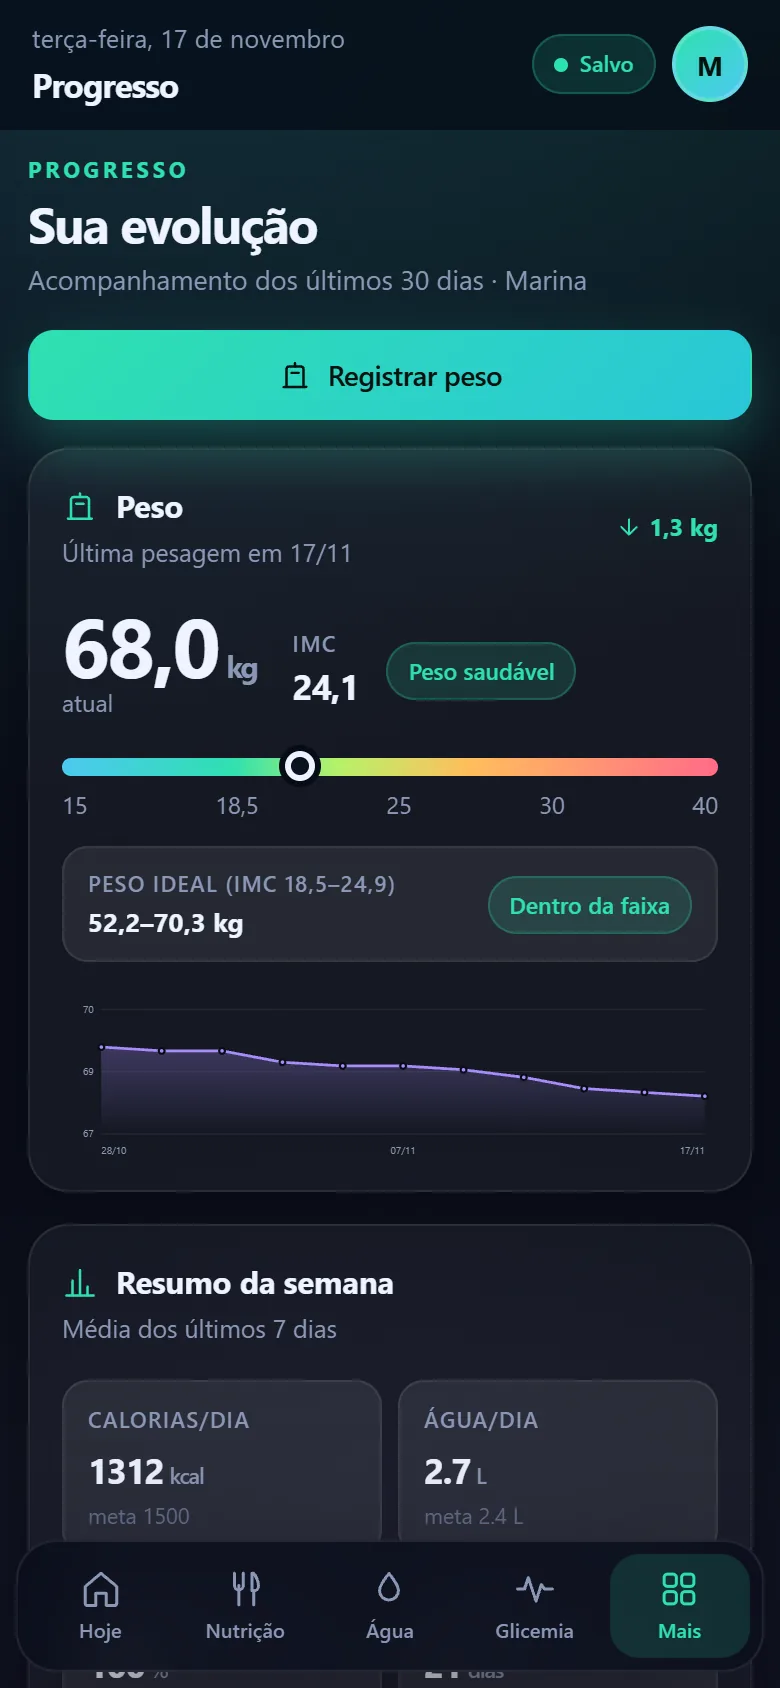 terça-feira, 17 de novembro
Progresso
Salvo
M
PROGRESSO
Sua evolução
Acompanhamento dos últimos 30 dias · Marina
Registrar peso
Peso
Última pesagem em 17/11
↓ 1,3 kg
68,0 kg
atual
IMC
24,1
Peso saudável
15 18,5 25 30 40
PESO IDEAL (IMC 18,5–24,9)
52,2–70,3 kg
Dentro da faixa
70
69
67
28/10 07/11 17/11
Resumo da semana
Média dos últimos 7 dias
CALORIAS/DIA
1312 kcal
meta 1500
ÁGUA/DIA
2.7 L
meta 2.4 L
Hoje
Nutrição
Água
Glicemia
Mais
%
dias